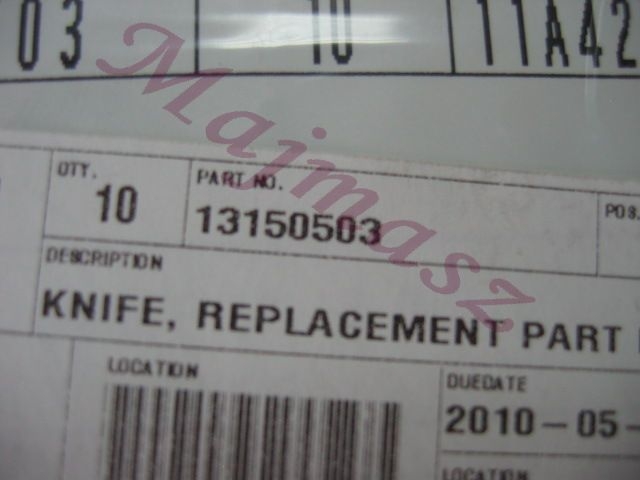 03 10 11A42
Majmasz
QTY. PART NO. POS.
10 13150503
DESCRIPTION
KNIFE, REPLACEMENT PART
LOCATION DUEDATE
2010-05-
LOCATION